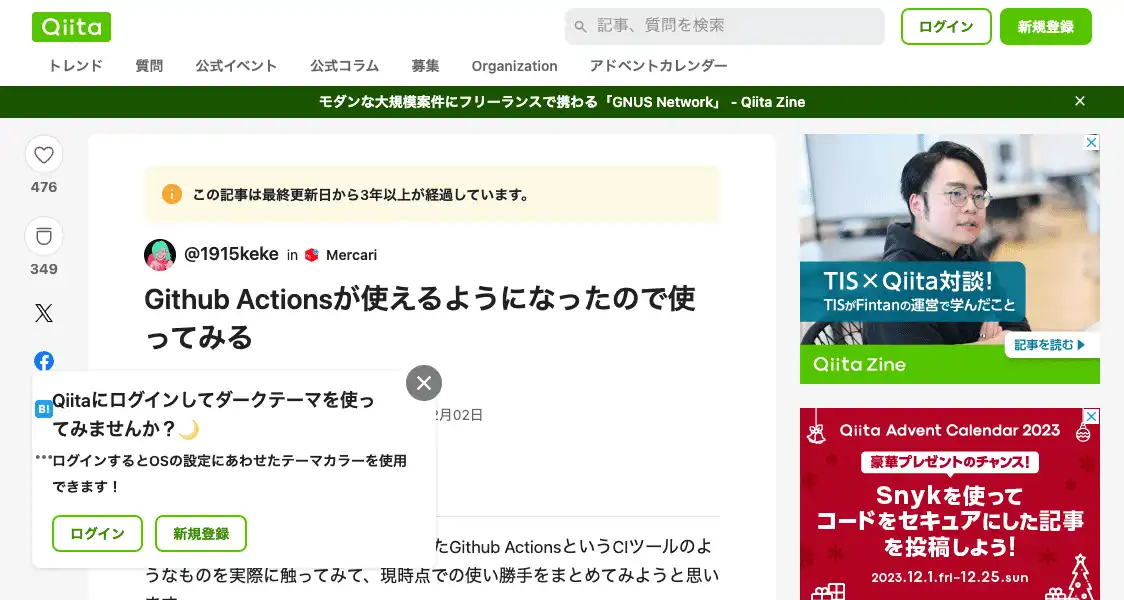 Qiita
記事、質問を検索
ログイン
新規登録
トレンド
質問
公式イベント
公式コラム
募集
Organization
アドベントカレンダー
モダンな大規模案件にフリーランスで携わる「GNUS Network」 - Qiita Zine
476
349
この記事は最終更新日から3年以上が経過しています。
@1915keke in Mercari
Github Actionsが使えるようになったので使
ってみる
2月02日
B!
Qiitaにログインしてダークテーマを使っ
てみませんか？🌙
ログインするとOSの設定にあわせたテーマカラーを使用
できます！
ログイン
新規登録
たGithub ActionsというCIツールのよ
うなものを実際に触ってみて、現時点での使い勝手をまとめてみようと思い
ます
TIS×Qiita対談!
TISがFintanの運営で学んだこと
記事を読む
Qiita Zine
Qiita Advent Calendar 2023
豪華プレゼントのチャンス!
Snykを使って
コードをセキュアにした記事
を投稿しよう!
2023.12.1.fri-12.25.sun